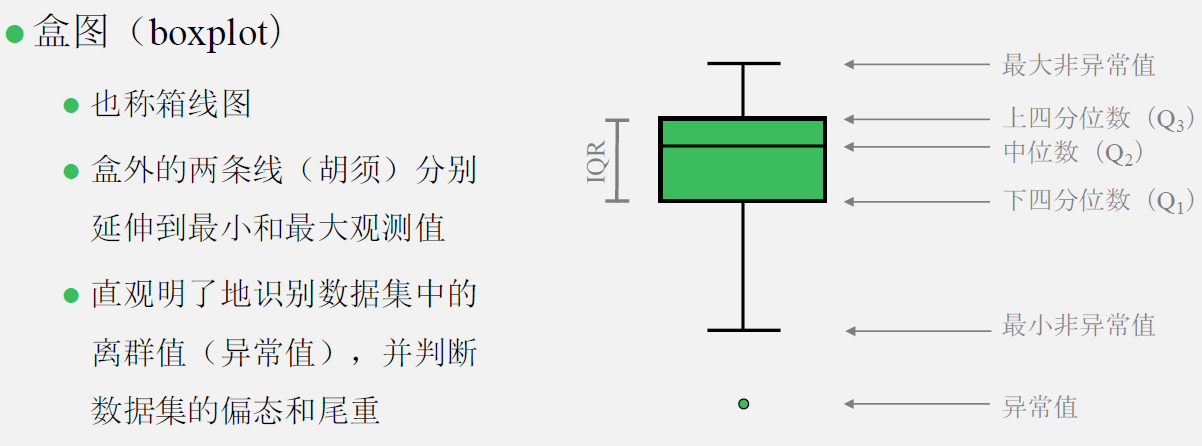 盒图（boxplot）
也称箱线图
盒外的两条线（胡须）分别
延伸到最小和最大观测值
直观明了地识别数据集中的
离群值（异常值），并判断
数据集的偏态和尾重
IQR
最大非异常值
上四分位数（Q3）
中位数（Q2）
下四分位数（Q1）
最小非异常值
异常值